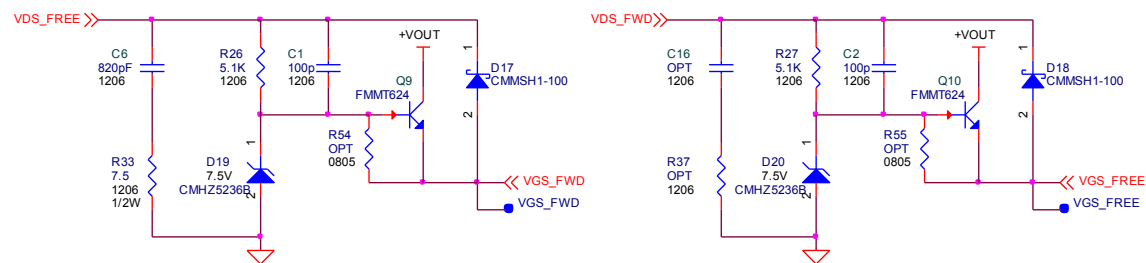 VDS_FREE
C6
820pF
1206
R26
5.1K
1206
C1
100p
1206
+VOUT
Q9
FMMT624
1
D17
CMMSH1-100
2
R54
OPT
0805
R33
7.5
1206
1/2W
1
D19
7.5V
CMHZ5236B
2
VGS_FWD
VGS_FWD
VDS_FWD
C16
OPT
1206
R27
5.1K
1206
C2
100p
1206
+VOUT
Q10
FMMT624
1
D18
CMMSH1-100
2
R55
OPT
0805
R37
OPT
1206
1
D20
7.5V
CMHZ5236B
2
VGS_FREE
VGS_FREE